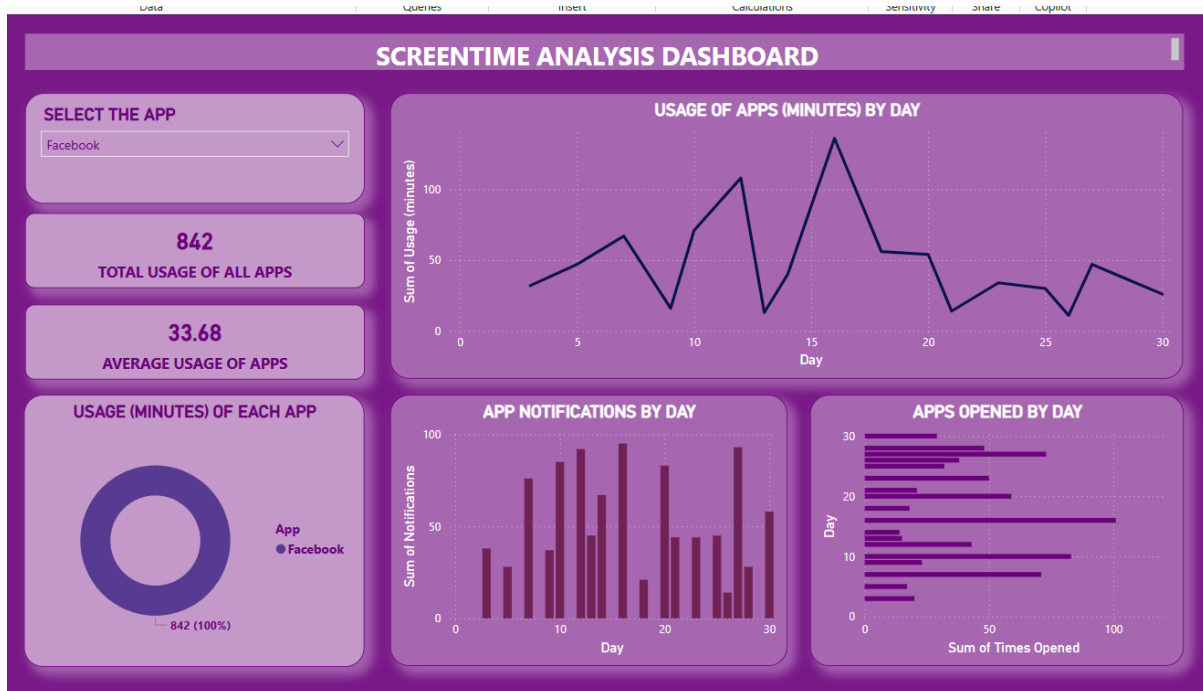 Data Queries Insert Calculations Sensitivity Share Copilot
SCREENTIME ANALYSIS DASHBOARD
SELECT THE APP
Facebook
842
TOTAL USAGE OF ALL APPS
33.68
AVERAGE USAGE OF APPS
USAGE OF APPS (MINUTES) BY DAY
Sum of Usage (minutes)
100
50
0
0 5 10 15 20 25 30
Day
USAGE (MINUTES) OF EACH APP
App
Facebook
842 (100%)
APP NOTIFICATIONS BY DAY
Sum of Notifications
100
50
0
0 10 20 30
Day
APPS OPENED BY DAY
Day
30
20
10
0
0 50 100
Sum of Times Opened